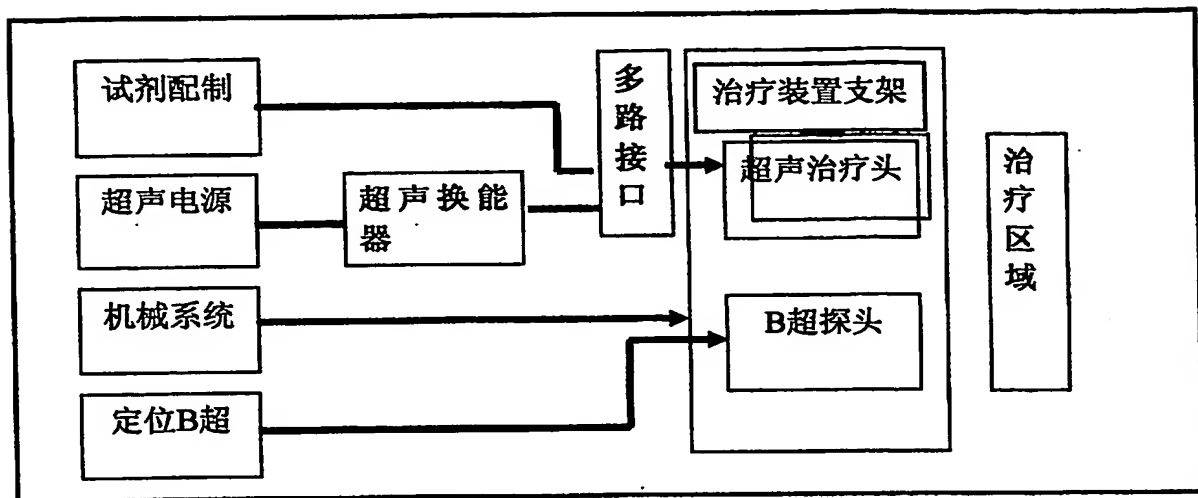 试剂配制
超声电源
机械系统
定位B超
超声换能
器
多
路
接
口
治疗装置支架
超声治疗头
B超探头
治
疗
区
域